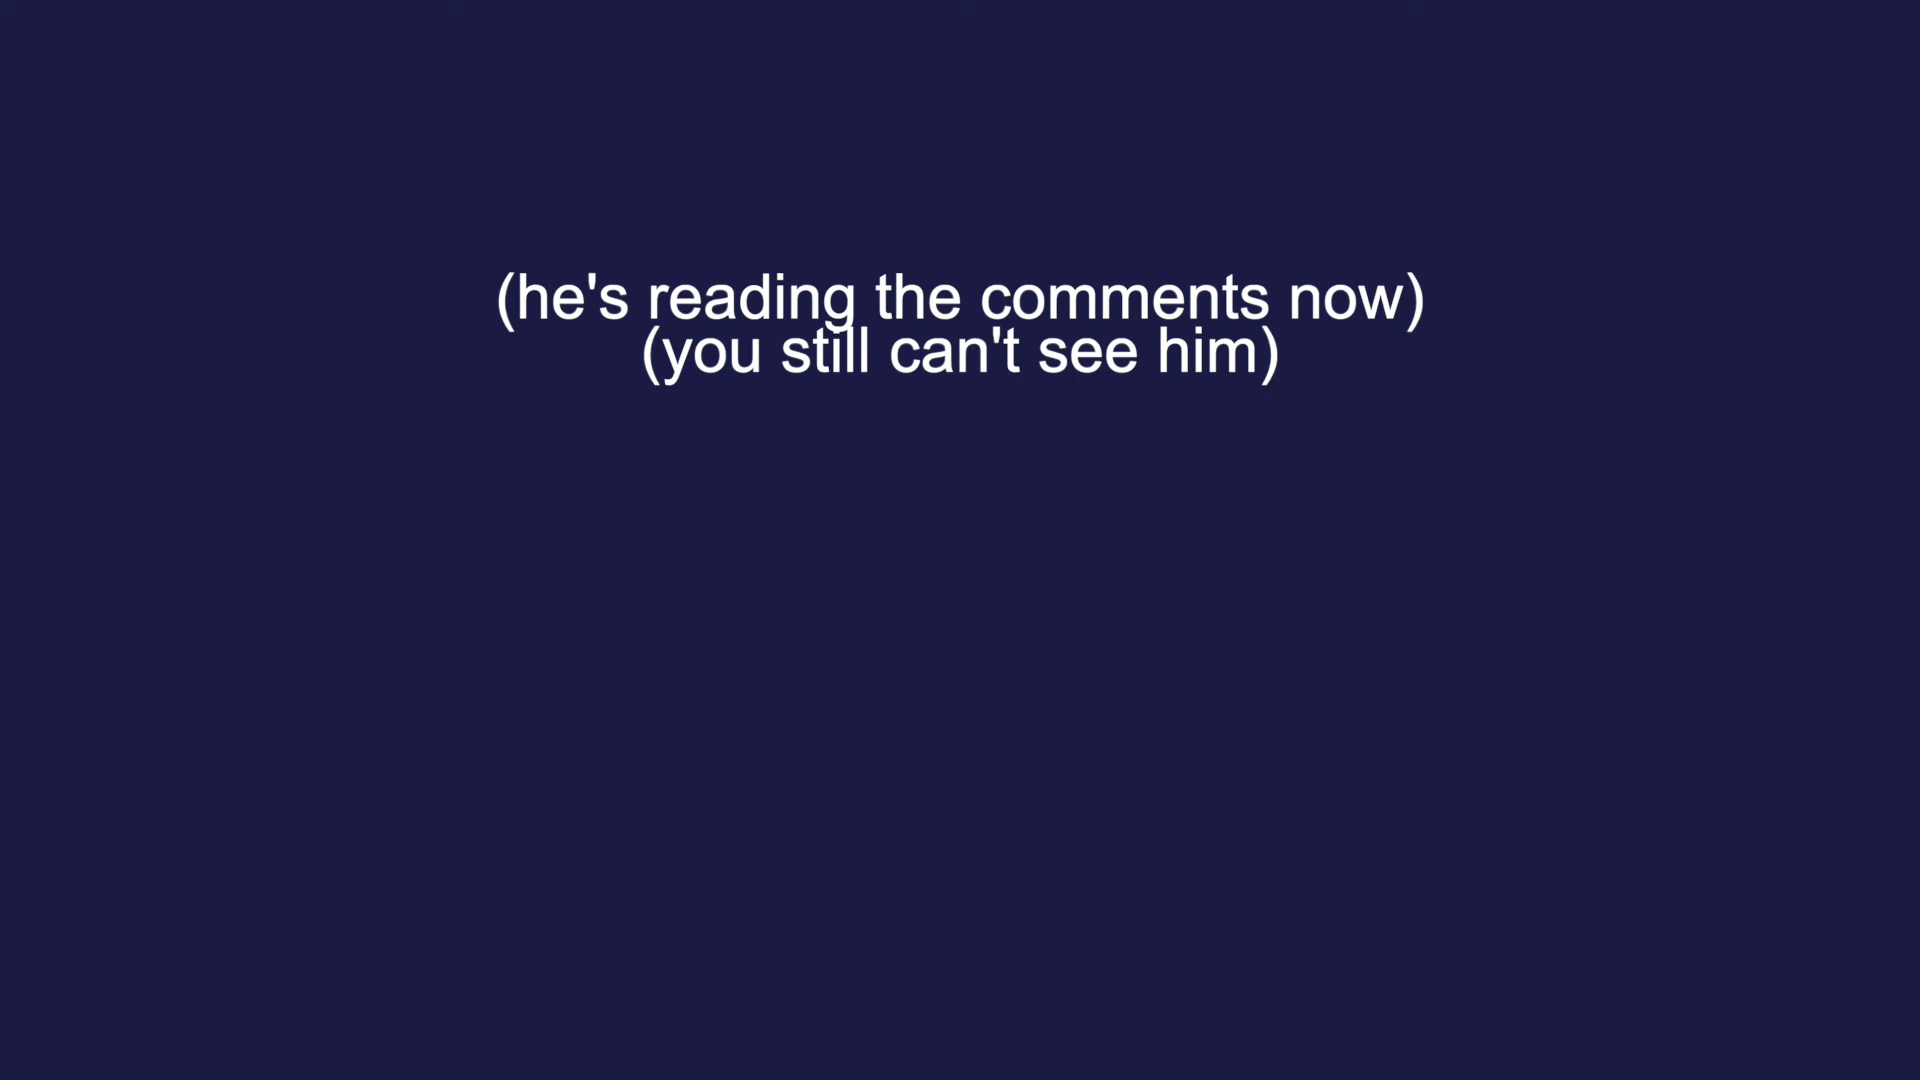 (he's reading the comments now)
(you still can't see him)